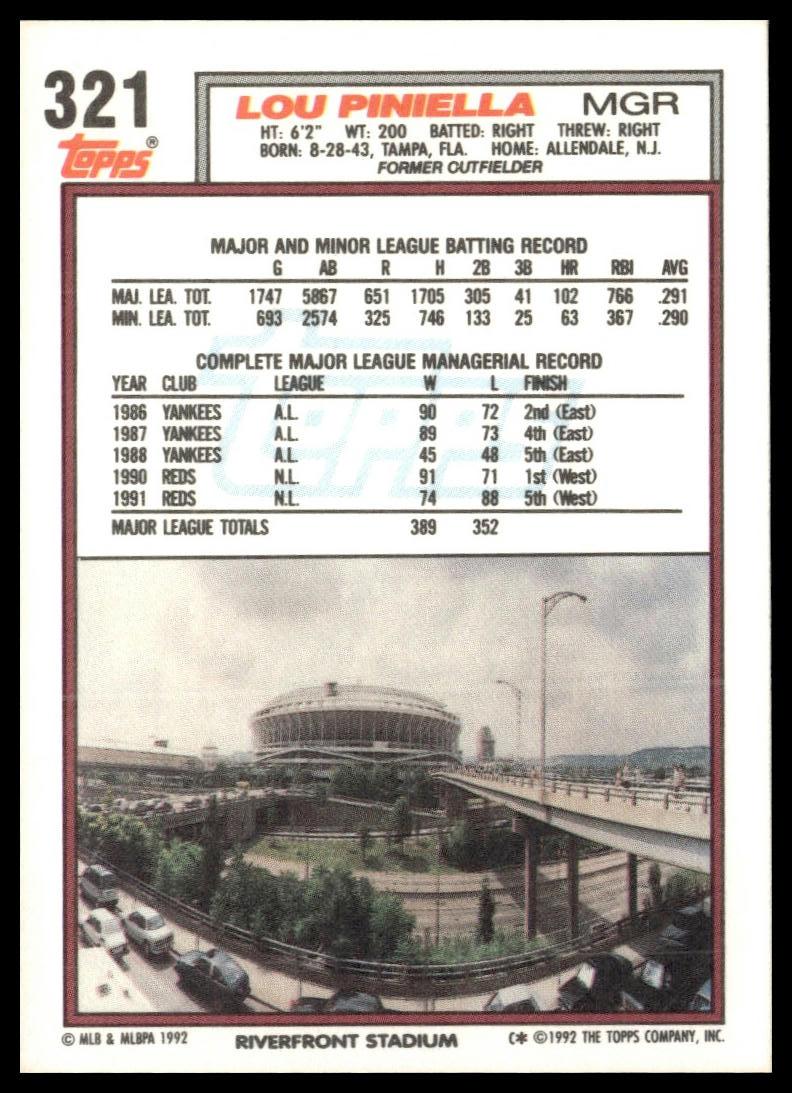 321
Topps®
LOU PINIELLA MGR
HT: 6'2" WT: 200 BATTED: RIGHT THREW: RIGHT
BORN: 8-28-43, TAMPA, FLA. HOME: ALLENDALE, N.J.
FORMER OUTFIELDER
MAJOR AND MINOR LEAGUE BATTING RECORD
G AB R H 2B 3B HR RBI AVG
MAJ. LEA. TOT. 1747 5867 651 1705 305 41 102 766 .291
MIN. LEA. TOT. 693 2574 325 746 133 25 63 367 .290
Topps
COMPLETE MAJOR LEAGUE MANAGERIAL RECORD
YEAR CLUB LEAGUE W L FINISH
1986 YANKEES A.L. 90 72 2nd (East)
1987 YANKEES A.L. 89 73 4th (East)
1988 YANKEES A.L. 45 48 5th (East)
1990 REDS N.L. 91 71 1st (West)
1991 REDS N.L. 74 88 5th (West)
MAJOR LEAGUE TOTALS 389 352
© MLB & MLBPA 1992 RIVERFRONT STADIUM C* ©1992 THE TOPPS COMPANY, INC.